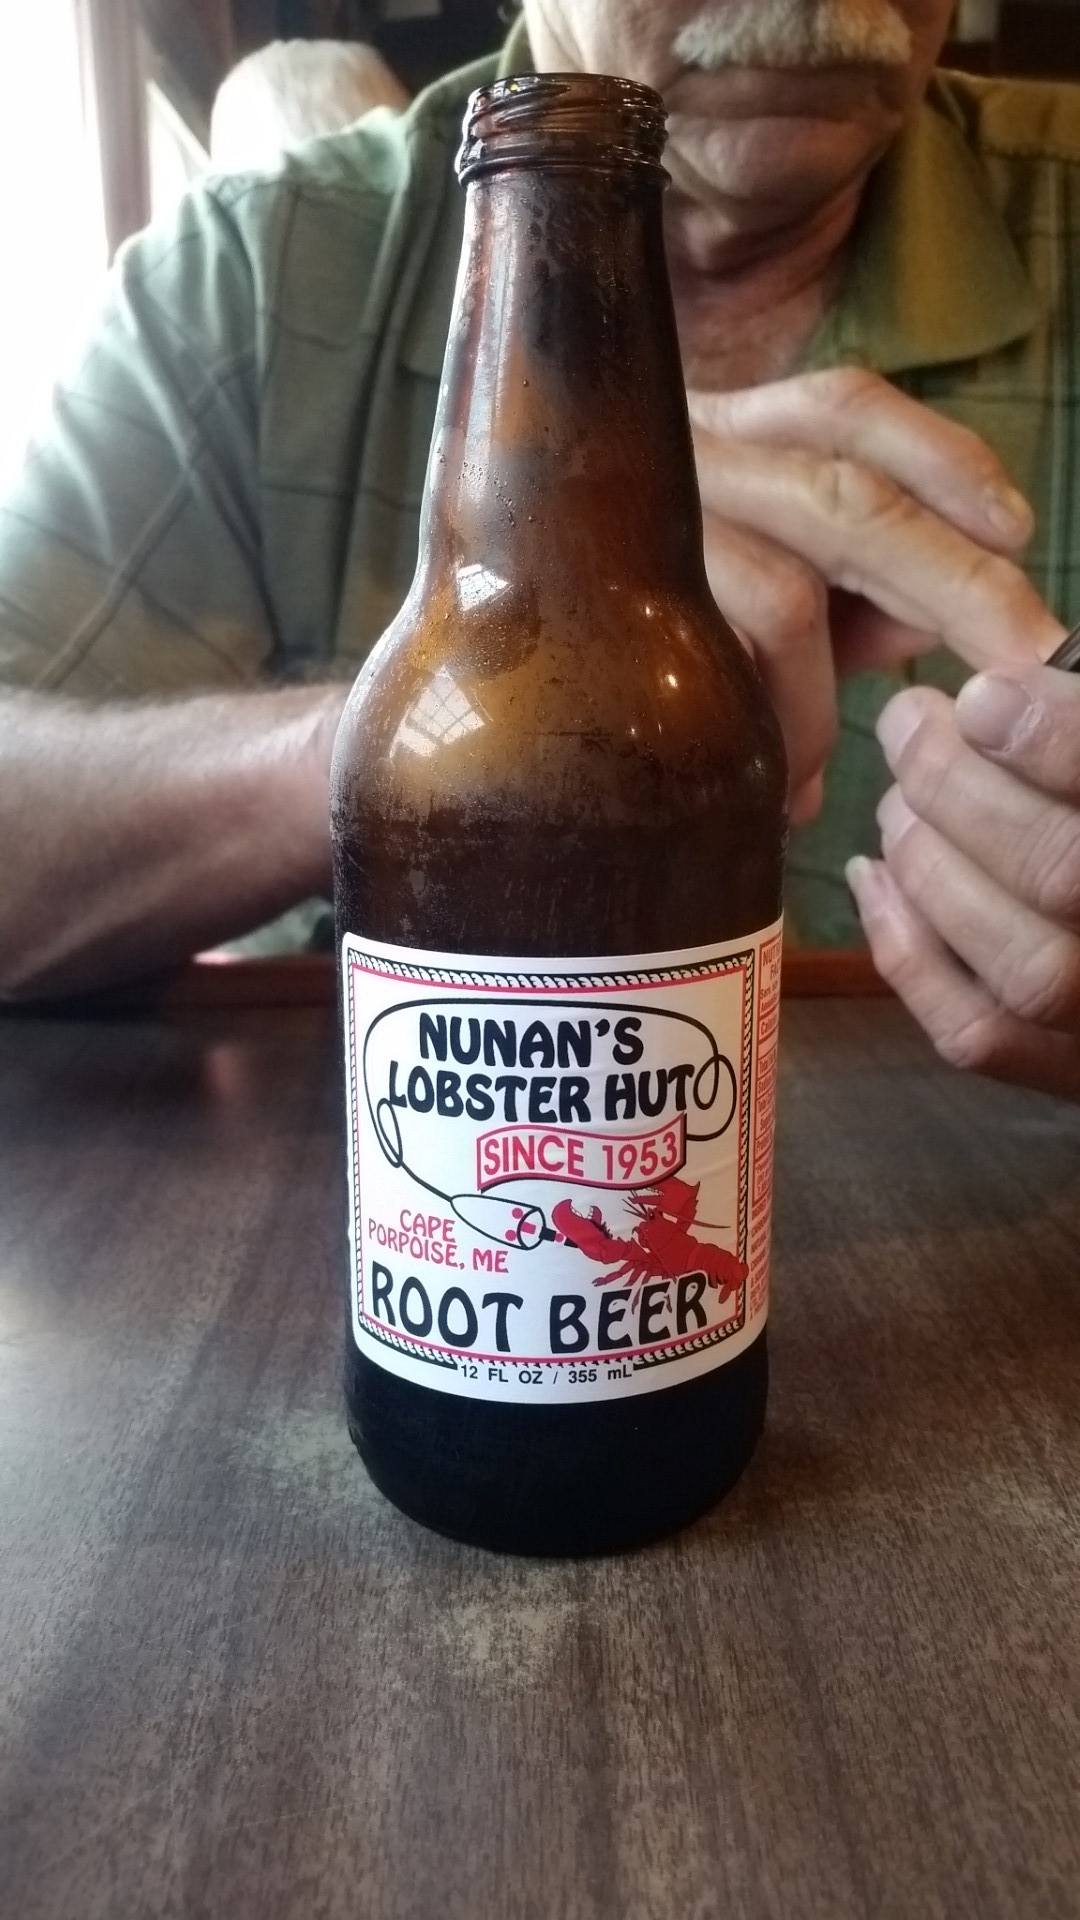 NUNAN'S
LOBSTER HUT
SINCE 1953
CAPE
PORPOISE, ME
ROOT BEER
12 FL OZ / 355 mL